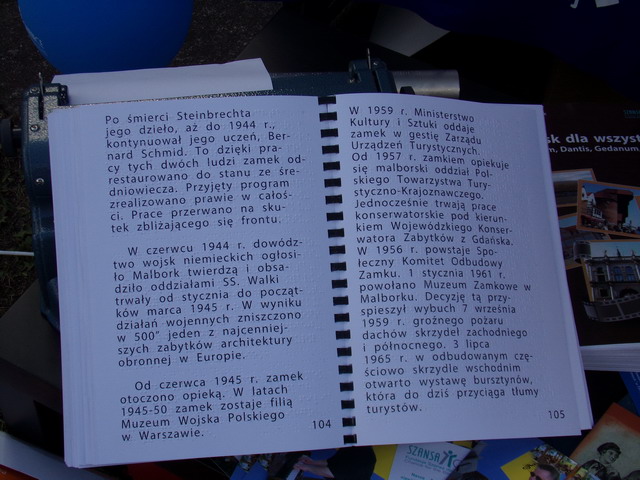 Po śmierci Steinbrechta
jego dzieło, aż do 1944 r.,
kontynuował jego uczeń, Ber-
nard Schmid. To dzięki pra-
cy tych dwóch ludzi zamek od-
restaurowano do stanu ze śre-
dniowiecza. Przyjęty program
zrealizowano prawie w całoś-
ci. Prace przerwano na sku-
tek zbliżającego się frontu.
W czerwcu 1944 r. dowódz-
two wojsk niemieckich ogłosi-
ło Malbork twierdzą i obsa-
dziło oddziałami SS. Walki
trwały od stycznia do począt-
ków marca 1945 r. W wyniku
działań wojennych zniszczono
w 500" jeden z najcenniej-
szych zabytków architektury
obronnej w Europie.
Od czerwca 1945 r. zamek
otoczono opieką. W latach
1945-50 zamek zostaje filią
Muzeum Wojska Polskiego
w Warszawie.
104
W 1959 r. Ministerstwo
Kultury i Sztuki oddaje
zamek w gestię Zarządu
Urządzeń Turystycznych.
Od 1957 r. zamkiem opiekuje
się malborski oddział Pol-
skiego Towarzystwa Tury-
styczno-Krajoznawczego.
Jednocześnie trwają prace
konserwatorskie pod kierun-
kiem Wojewódzkiego Konser-
watora Zabytków z Gdańska.
W 1956 r. powstaje Spo-
łeczny Komitet Odbudowy
Zamku. 1 stycznia 1961 r.
powołano Muzeum Zamkowe w
Malborku. Decyzję tą przy-
spieszył wybuch 7 września
1959 r. groźnego pożaru
dachów skrzydeł zachodniego
i północnego. 3 lipca
1965 r. w odbudowanym czę-
ściowo skrzydle wschodnim
otwarto wystawę bursztynów,
która do dziś przyciąga tłumy
turystów.
105
sk dla wszyst
n, Dantis, Gedanum,
SZANSA